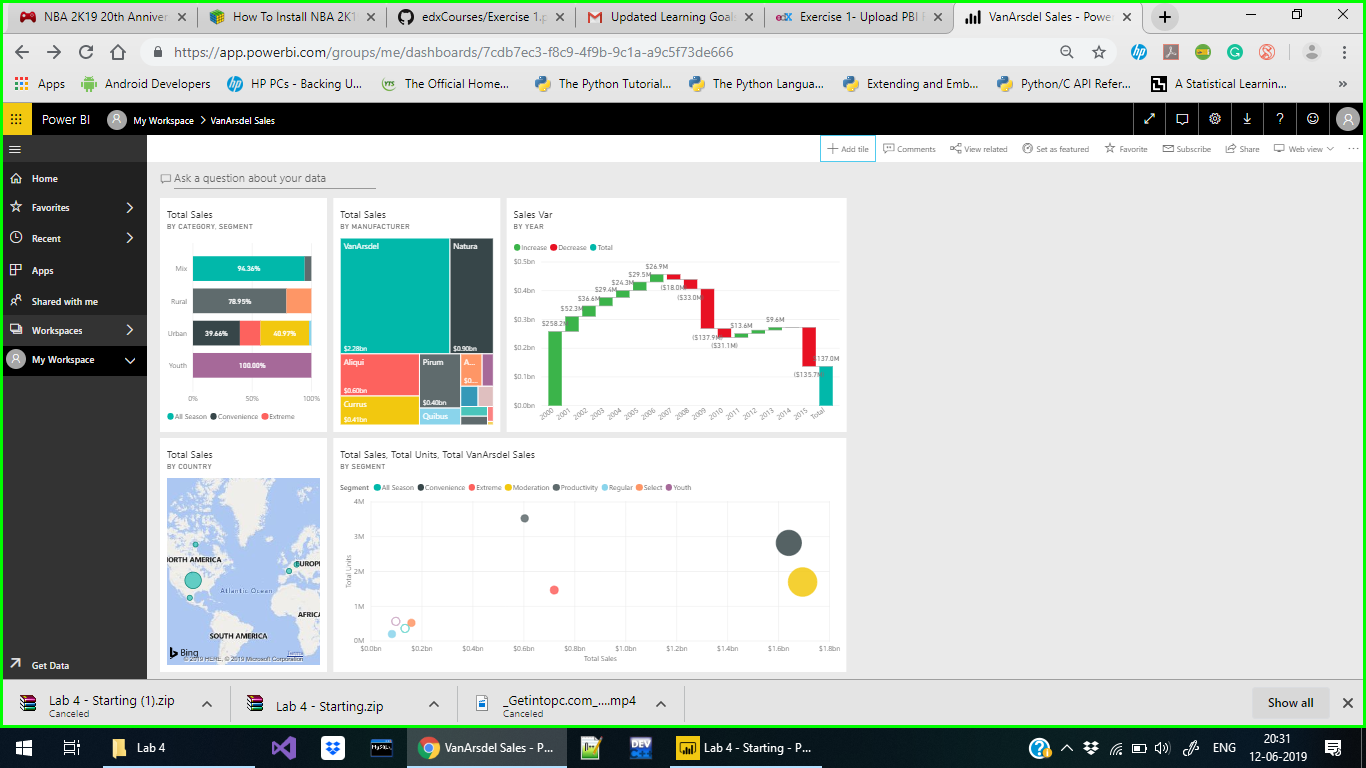 NBA 2K19 20th Anniver
How To Install NBA 2K1
edxCourses/Exercise 1.p
Updated Learning Goal
Exercise 1- Upload PBI F
VanArsdel Sales - Powe
https://app.powerbi.com/groups/me/dashboards/7cdb7ec3-f8c9-4f9b-9c1a-a9c5f73de666
Apps
Android Developers
HP PCs - Backing U...
The Official Home...
The Python Tutorial...
The Python Langua...
Extending and Emb...
Python/C API Refer...
A Statistical Learnin...
»
Power BI
My Workspace > VanArsdel Sales
Add tile
Comments
View related
Set as featured
Favorite
Subscribe
Share
Web view
Home
Favorites
Recent
Apps
Shared with me
Workspaces
My Workspace
Get Data
Ask a question about your data
Total Sales
BY CATEGORY, SEGMENT
Mix
94.36%
Rural
78.95%
Urban
39.66%
40.97%
Youth
100.00%
0%
50%
100%
All Season
Convenience
Extreme
Total Sales
BY MANUFACTURER
VanArsdel
$2.28bn
Natura
$0.90bn
Aliqui
$0.60bn
Pirum
$0.40bn
A...
$0...
Currus
$0.41bn
Quibus
Sales Var
BY YEAR
Increase
Decrease
Total
$0.5bn
$0.4bn
$0.3bn
$0.2bn
$0.1bn
$0.0bn
$258.2M
$52.3M
$36.6M
$29.4M
$24.3M
$29.5M
$26.9M
($18.0M)
($33.0M)
($137.9M)
($31.1M)
$13.6M
$9.6M
($135.7M)
$137.0M
2000
2001
2002
2003
2004
2005
2006
2007
2008
2009
2010
2011
2012
2013
2014
2015
Total
Total Sales
BY COUNTRY
NORTH AMERICA
EUROPE
Atlantic Ocean
AFRICA
SOUTH AMERICA
Bing
© 2019 HERE, © 2019 Microsoft Corporation
Terms
Total Sales, Total Units, Total VanArsdel Sales
BY SEGMENT
Segment
All Season
Convenience
Extreme
Moderation
Productivity
Regular
Select
Youth
Total Units
4M
3M
2M
1M
0M
$0.0bn
$0.2bn
$0.4bn
$0.6bn
$0.8bn
$1.0bn
$1.2bn
$1.4bn
$1.6bn
$1.8bn
Total Sales
Lab 4 - Starting (1).zip
Canceled
Lab 4 - Starting.zip
_Getintopc.com_....mp4
Canceled
Show all
Lab 4
MySQL
VanArsdel Sales - P...
DEV
Lab 4 - Starting - P...
ENG
20:31
12-06-2019